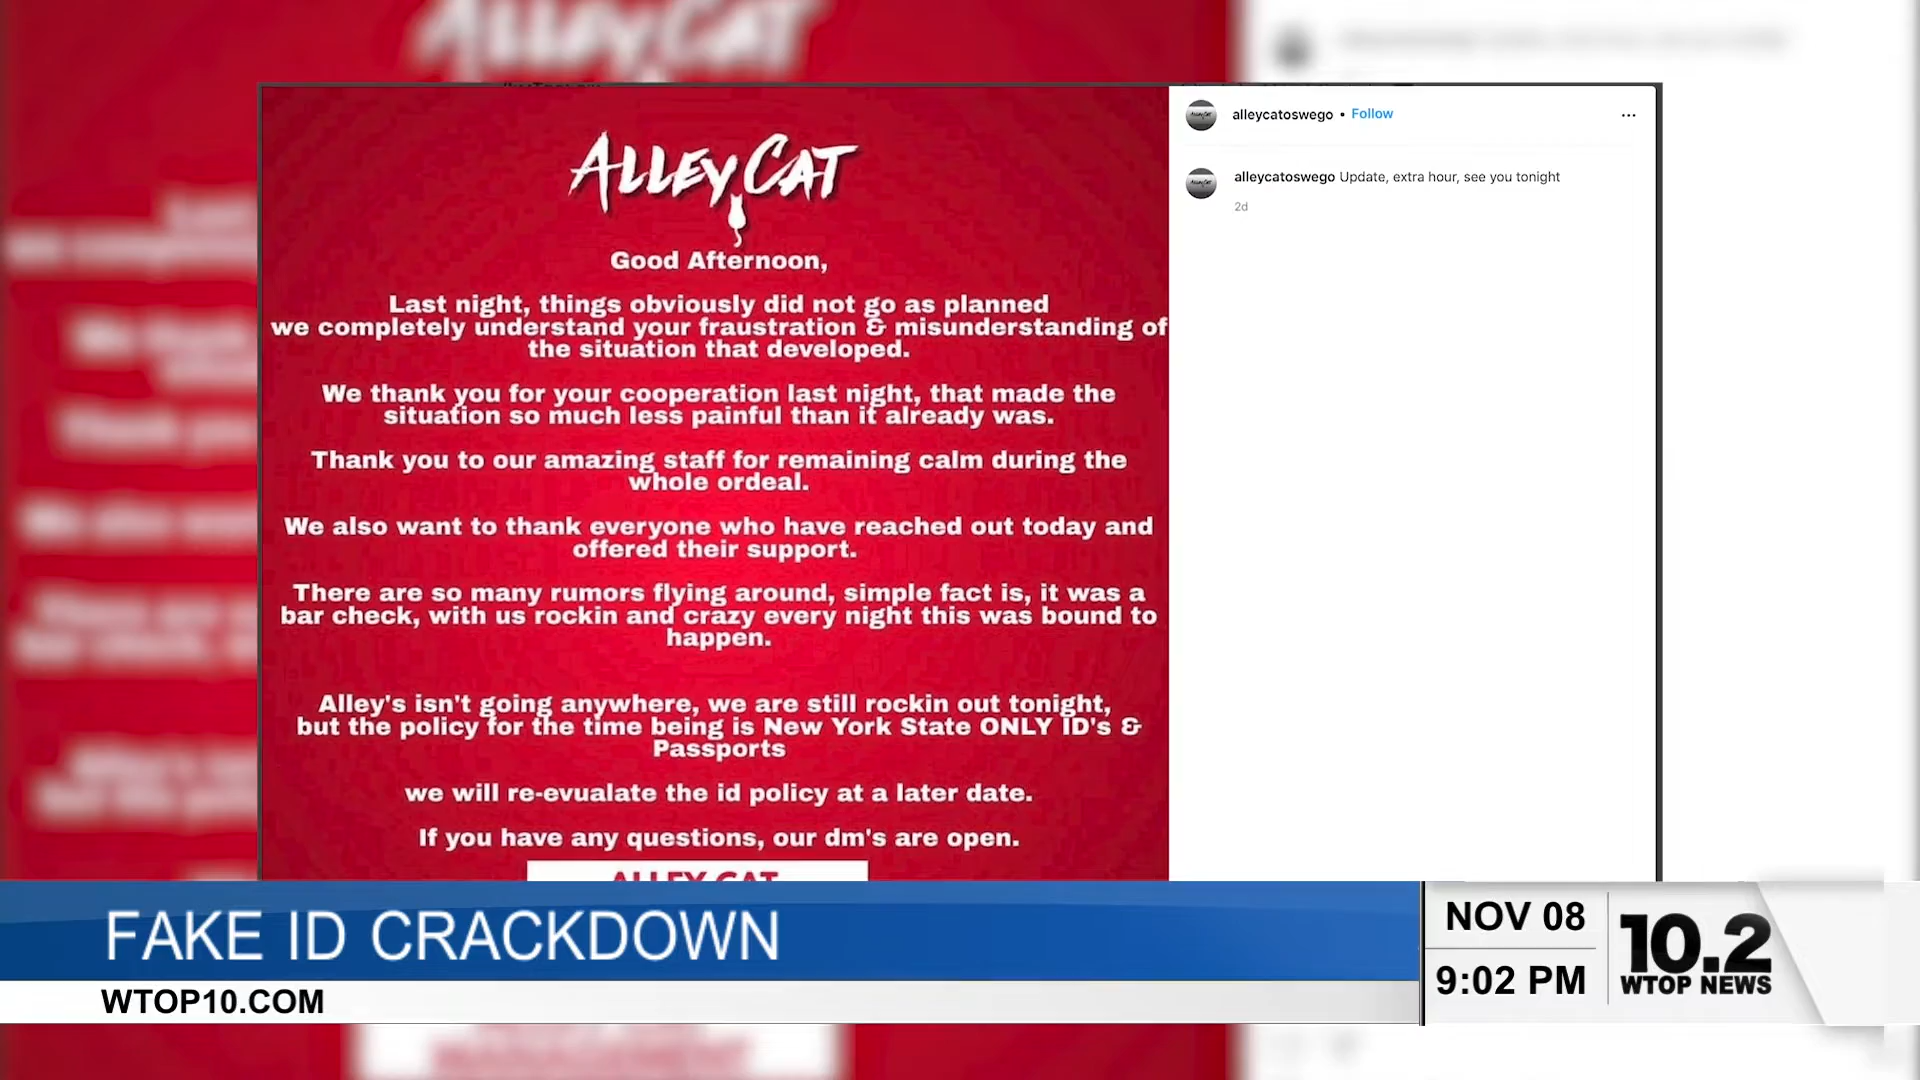 ALLEY CAT
Good Afternoon,
Last night, things obviously did not go as planned
we completely understand your fraustration & misunderstanding of
the situation that developed.
We thank you for your cooperation last night, that made the
situation so much less painful than it already was.
Thank you to our amazing staff for remaining calm during the
whole ordeal.
We also want to thank everyone who have reached out today and
offered their support.
There are so many rumors flying around, simple fact is, it was a
bar check, with us rockin and crazy every night this was bound to
happen.
Alley's isn't going anywhere, we are still rockin out tonight,
but the policy for the time being is New York State ONLY ID's &
Passports
we will re-evualate the id policy at a later date.
If you have any questions, our dm's are open.
ALLEY CAT
alleycatoswego • Follow
alleycatoswego Update, extra hour, see you tonight
2d
FAKE ID CRACKDOWN
WTOP10.COM
NOV 08
9:02 PM
10.2
WTOP NEWS